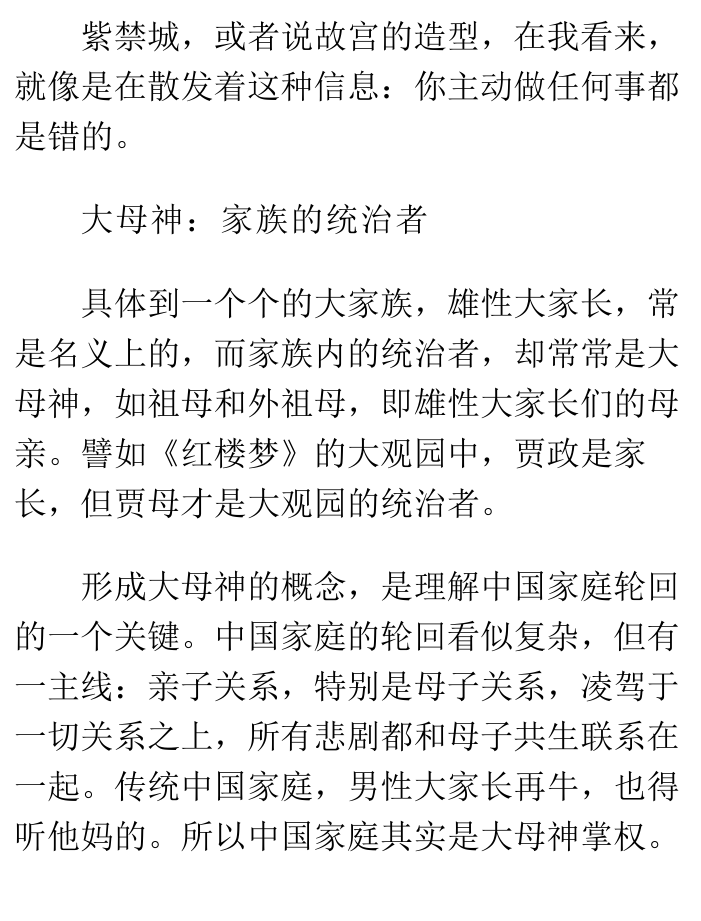 紫禁城，或者说故宫的造型，在我看来，
就像是在散发着这种信息：你主动做任何事都
是错的。
大母神：家族的统治者
具体到一个个的大家族，雄性大家长，常
是名义上的，而家族内的统治者，却常常是大
母神，如祖母和外祖母，即雄性大家长们的母
亲。譬如《红楼梦》的大观园中，贾政是家
长，但贾母才是大观园的统治者。
形成大母神的概念，是理解中国家庭轮回
的一个关键。中国家庭的轮回看似复杂，但有
一主线：亲子关系，特别是母子关系，凌驾于
一切关系之上，所有悲剧都和母子共生联系在
一起。传统中国家庭，男性大家长再牛，也得
听他妈的。所以中国家庭其实是大母神掌权。